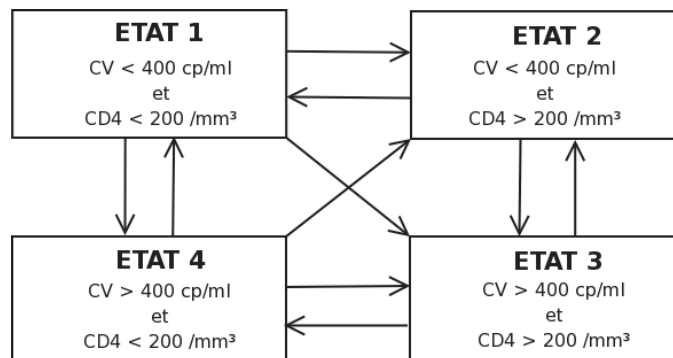 ETAT 1
CV < 400 cp/ml
et
CD4 < 200 /mm³
ETAT 2
CV < 400 cp/ml
et
CD4 > 200 /mm³
ETAT 4
CV > 400 cp/ml
et
CD4 < 200 /mm³
ETAT 3
CV > 400 cp/ml
et
CD4 > 200 /mm³